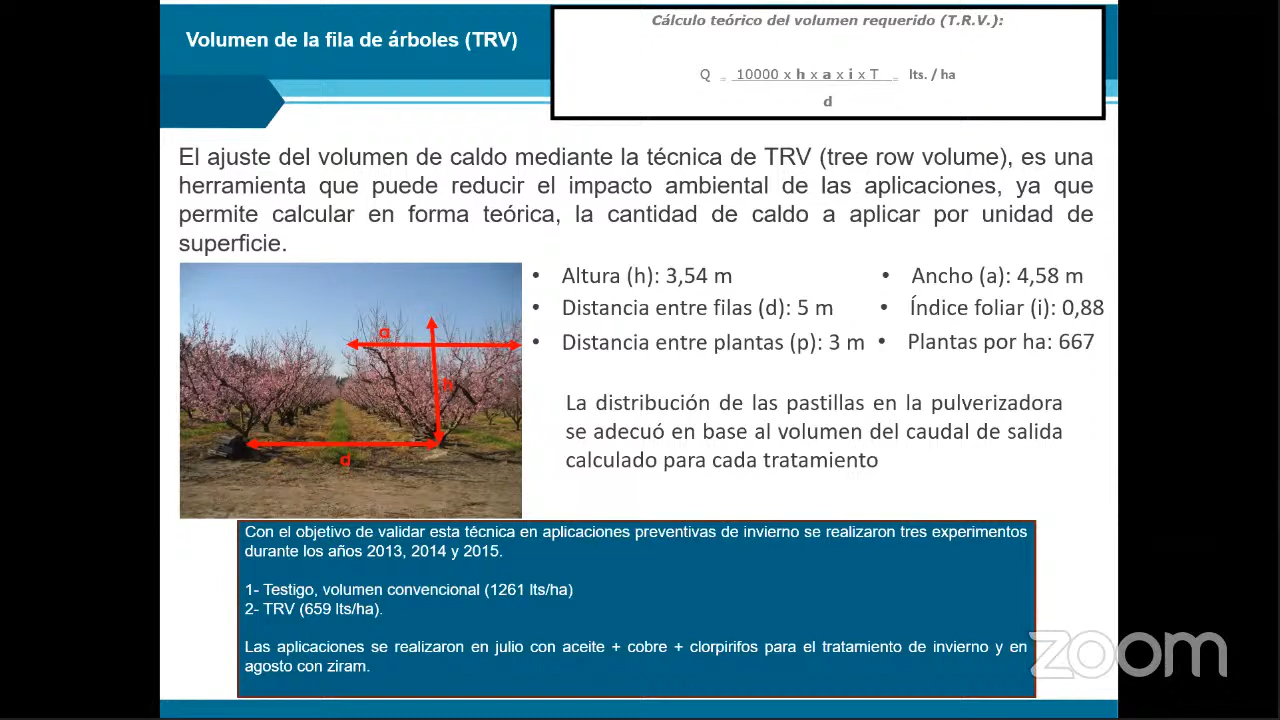 Volumen de la fila de árboles (TRV)
Cálculo teórico del volumen requerido (T.R.V.):
Q = 10000 x h x a x i x T = lts. / ha
d
El ajuste del volumen de caldo mediante la técnica de TRV (tree row volume), es una
herramienta que puede reducir el impacto ambiental de las aplicaciones, ya que
permite calcular en forma teórica, la cantidad de caldo a aplicar por unidad de
superficie.
a
h
d
• Altura (h): 3,54 m
• Distancia entre filas (d): 5 m
• Distancia entre plantas (p): 3 m
• Ancho (a): 4,58 m
• Índice foliar (i): 0,88
• Plantas por ha: 667
La distribución de las pastillas en la pulverizadora
se adecuó en base al volumen del caudal de salida
calculado para cada tratamiento
Con el objetivo de validar esta técnica en aplicaciones preventivas de invierno se realizaron tres experimentos
durante los años 2013, 2014 y 2015.
1- Testigo, volumen convencional (1261 lts/ha)
2- TRV (659 lts/ha).
Las aplicaciones se realizaron en julio con aceite + cobre + clorpirifos para el tratamiento de invierno y en
agosto con ziram.
zoom